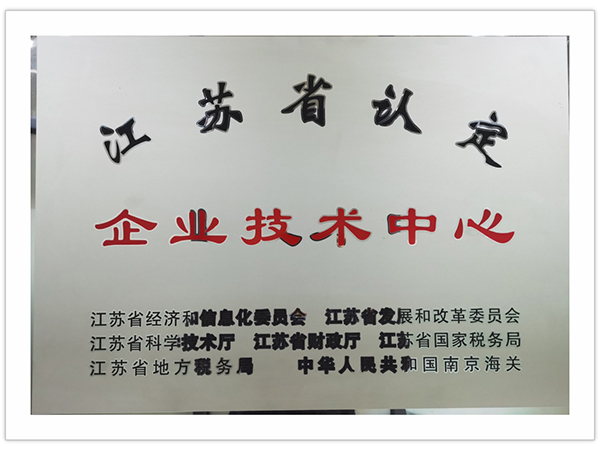 江苏省认定
企业技术中心
江苏省经济和信息化委员会 江苏省发展和改革委员会
江苏省科学技术厅 江苏省财政厅 江苏省国家税务局
江苏省地方税务局 中华人民共和国南京海关